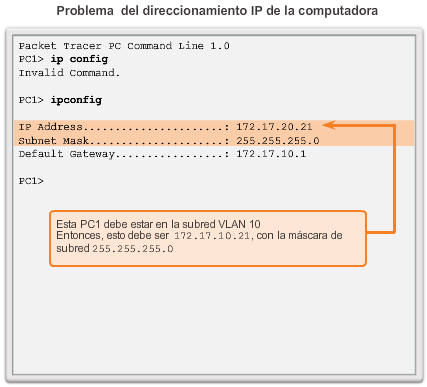 Problema del direccionamiento IP de la computadora
Packet Tracer PC Command Line 1.0
PC1> ip config
Invalid Command.
PC1> ipconfig
IP Address......................: 172.17.20.21
Subnet Mask.....................: 255.255.255.0
Default Gateway.................: 172.17.10.1
PC1>
Esta PC1 debe estar en la subred VLAN 10
Entonces, esto debe ser 172.17.10.21, con la máscara de
subred 255.255.255.0